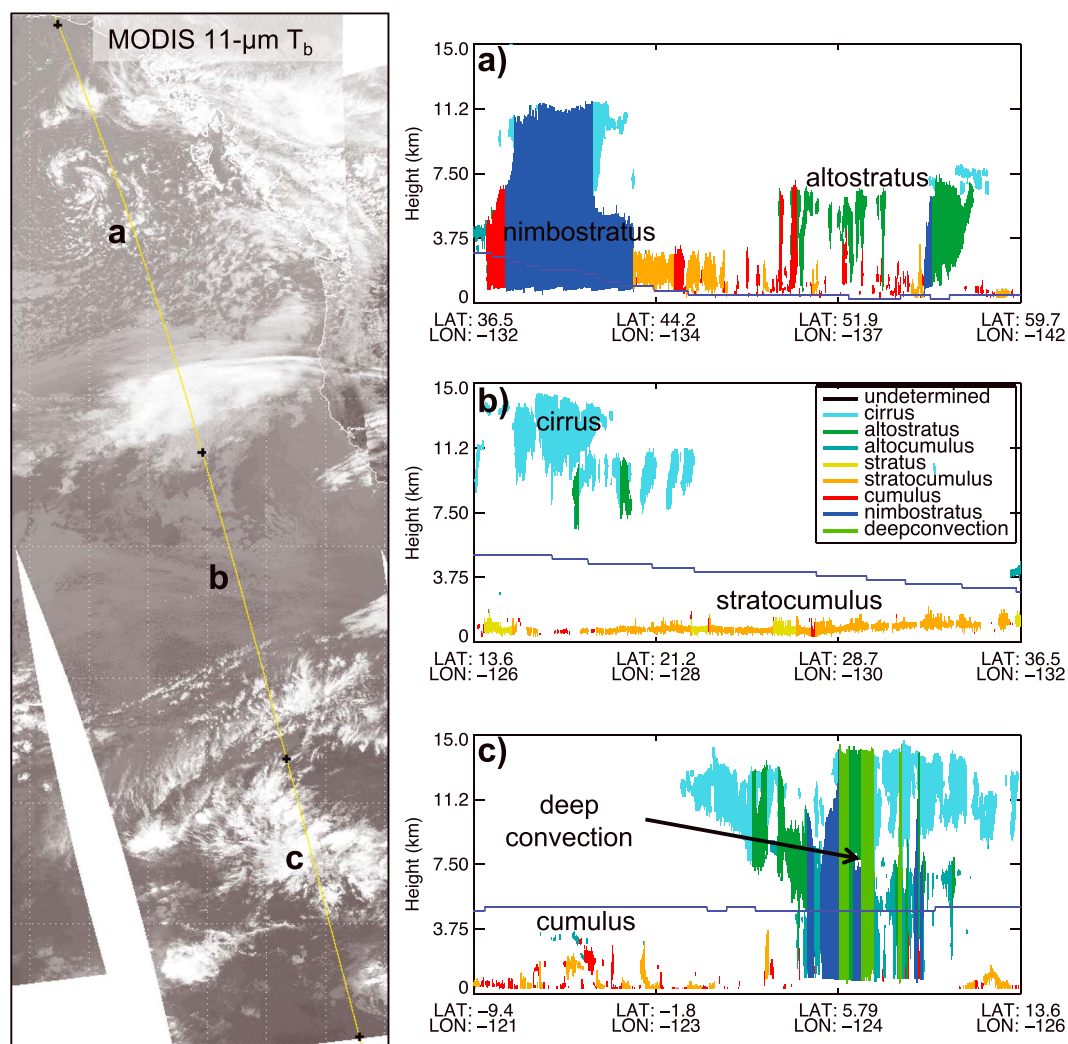 MODIS 11-µm Tb
a
b
c
a)
Height (km)
15.0
11.2
7.50
3.75
0
nimbostratus
altostratus
LAT: 36.5 LAT: 44.2 LAT: 51.9 LAT: 59.7
LON: −132 LON: −134 LON: −137 LON: −142
b)
Height (km)
15.0
11.2
7.50
3.75
0
cirrus
stratocumulus
undetermined
cirrus
altostratus
altocumulus
stratus
stratocumulus
cumulus
nimbostratus
deepconvection
LAT: 13.6 LAT: 21.2 LAT: 28.7 LAT: 36.5
LON: −126 LON: −128 LON: −130 LON: −132
c)
Height (km)
15.0
11.2
7.50
3.75
0
deep
convection
cumulus
LAT: −9.4 LAT: −1.8 LAT: 5.79 LAT: 13.6
LON: −121 LON: −123 LON: −124 LON: −126